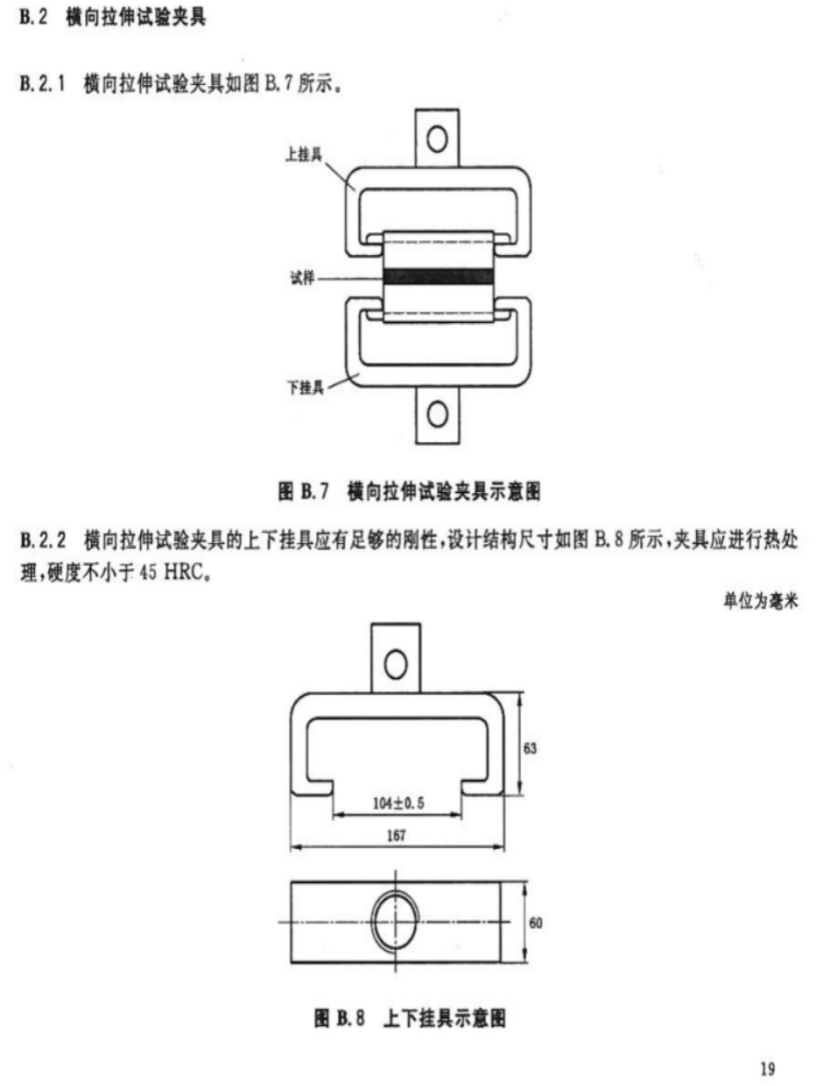 B.2 横向拉伸试验夹具
B.2.1 横向拉伸试验夹具如图 B.7 所示。
上挂具
试样
下挂具
图 B.7 横向拉伸试验夹具示意图
B.2.2 横向拉伸试验夹具的上下挂具应有足够的刚性,设计结构尺寸如图 B.8 所示,夹具应进行热处
理,硬度不小于 45 HRC。
单位为毫米
63
104±0.5
167
60
图 B.8 上下挂具示意图
19